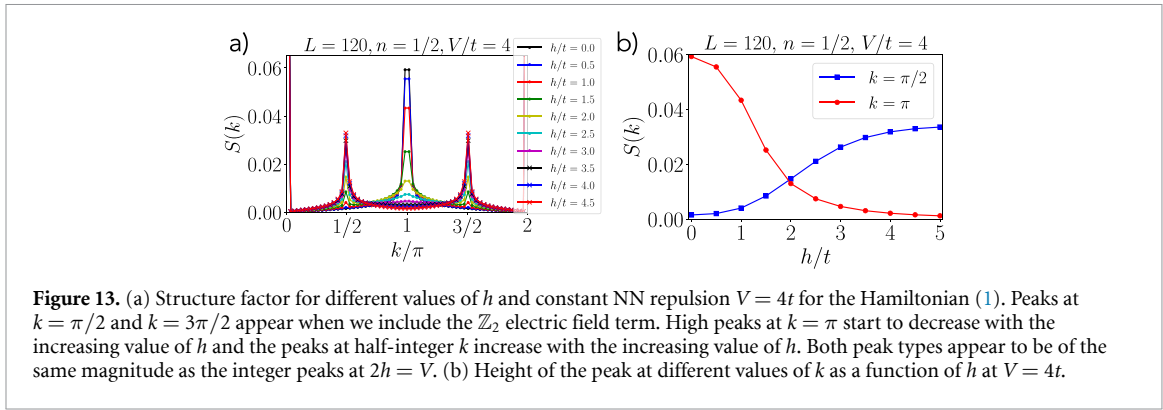 a)
L = 120, n = 1/2, V/t = 4
S(k)
0.06
0.04
0.02
0.00
0
1/2
1
3/2
2
k/π
h/t = 0.0
h/t = 0.5
h/t = 1.0
h/t = 1.5
h/t = 2.0
h/t = 2.5
h/t = 3.0
h/t = 3.5
h/t = 4.0
h/t = 4.5
b)
L = 120, n = 1/2, V/t = 4
S(k)
0.06
0.04
0.02
0.00
0
1
2
3
4
5
h/t
k = π/2
k = π
Figure 13. (a) Structure factor for different values of h and constant NN repulsion V = 4t for the Hamiltonian (1). Peaks at
k = π/2 and k = 3π/2 appear when we include the ℤ₂ electric field term. High peaks at k = π start to decrease with the
increasing value of h and the peaks at half-integer k increase with the increasing value of h. Both peak types appear to be of the
same magnitude as the integer peaks at 2h = V. (b) Height of the peak at different values of k as a function of h at V = 4t.